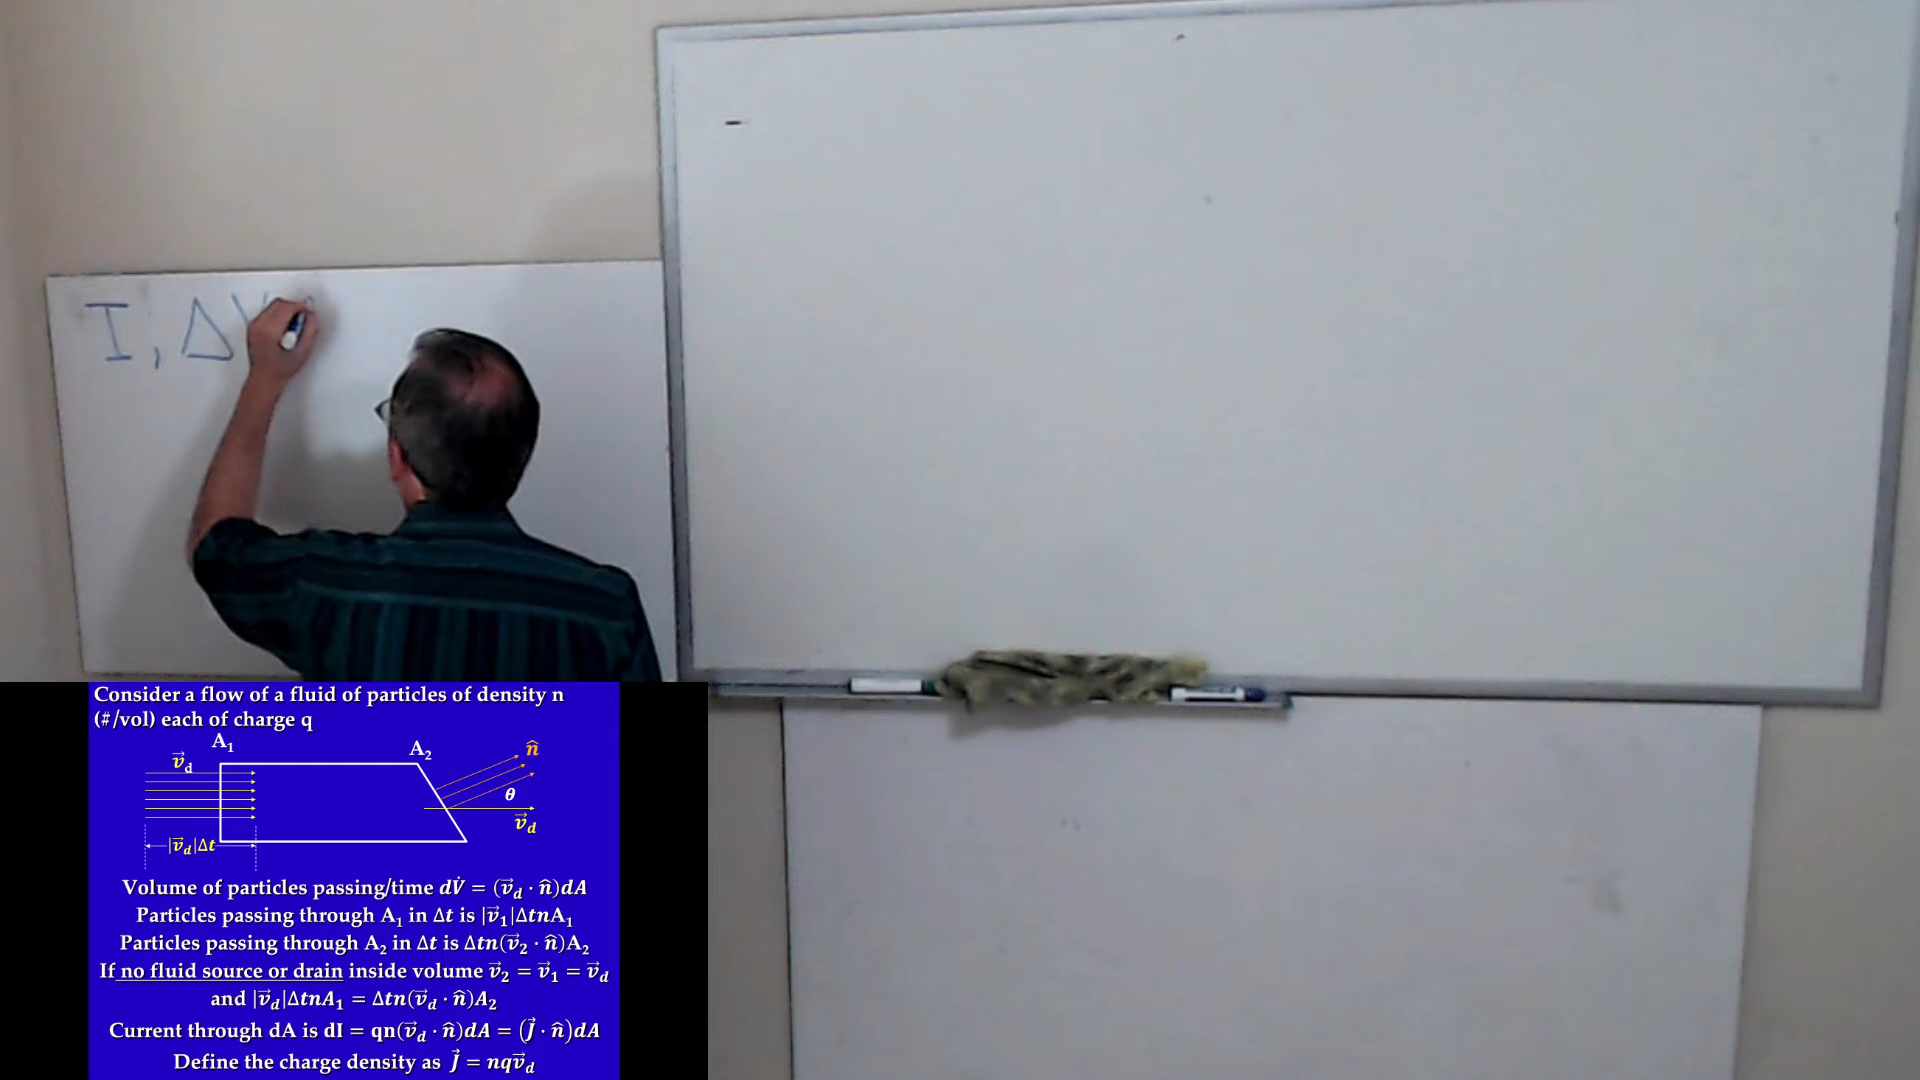 I, ΔV
Consider a flow of a fluid of particles of density n
(#/vol) each of charge q
A₁
A₂
n̂
v⃗d
θ
v⃗d
|v⃗d|Δt
Volume of particles passing/time dV̇ = (v⃗d · n̂)dA
Particles passing through A₁ in Δt is |v⃗₁|ΔtnA₁
Particles passing through A₂ in Δt is Δtn(v⃗₂ · n̂)A₂
If no fluid source or drain inside volume v⃗₂ = v⃗₁ = v⃗d
and |v⃗d|ΔtnA₁ = Δtn(v⃗d · n̂)A₂
Current through dA is dI = qn(v⃗d · n̂)dA = (J⃗ · n̂)dA
Define the charge density as J⃗ = nqv⃗d